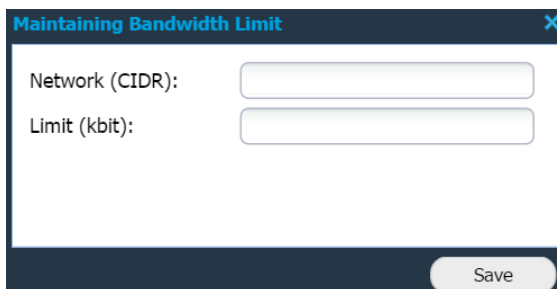 Maintaining Bandwidth Limit
Network (CIDR):
Limit (kbit):
Save